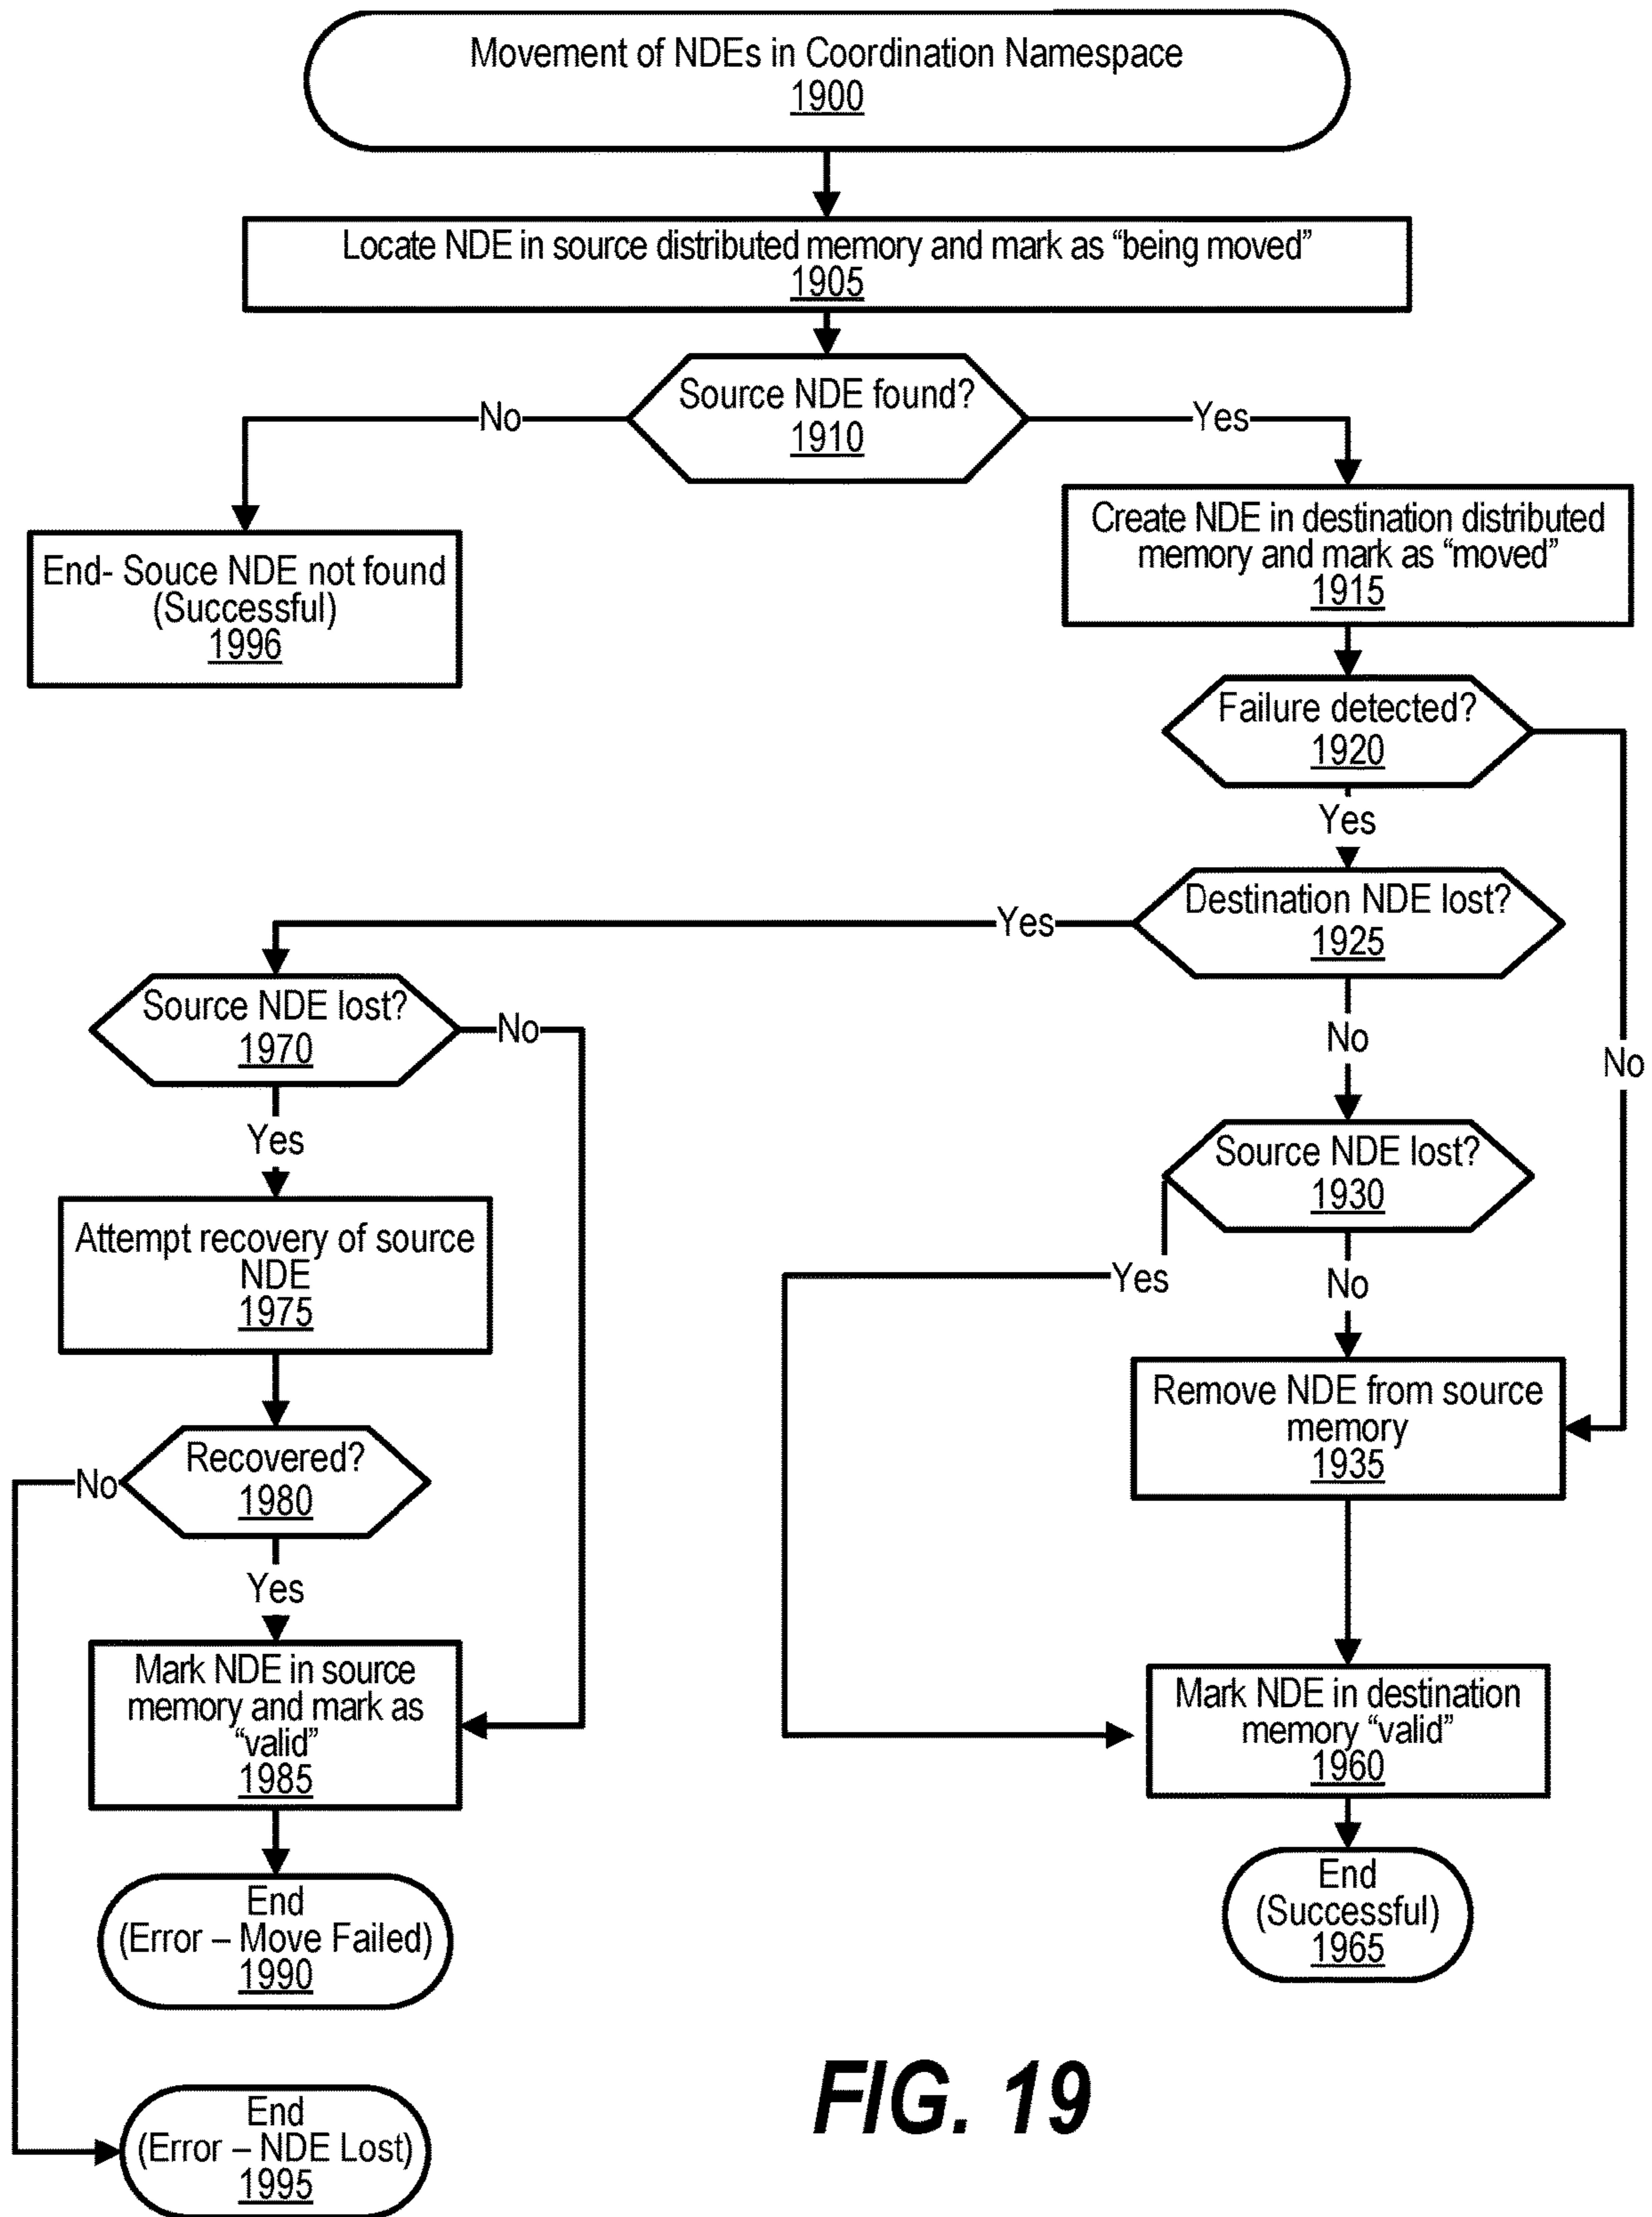 Movement of NDEs in Coordination Namespace
1900
Locate NDE in source distributed memory and mark as “being moved”
1905
Source NDE found?
1910
No
Yes
End- Souce NDE not found
(Successful)
1996
Create NDE in destination distributed
memory and mark as “moved”
1915
Failure detected?
1920
Yes
No
Destination NDE lost?
1925
Yes
No
Source NDE lost?
1970
No
Yes
Source NDE lost?
1930
Yes
No
Attempt recovery of source
NDE
1975
Remove NDE from source
memory
1935
Recovered?
1980
No
Yes
Mark NDE in source
memory and mark as
“valid”
1985
Mark NDE in destination
memory “valid”
1960
End
(Error – Move Failed)
1990
End
(Successful)
1965
End
(Error – NDE Lost)
1995
FIG. 19